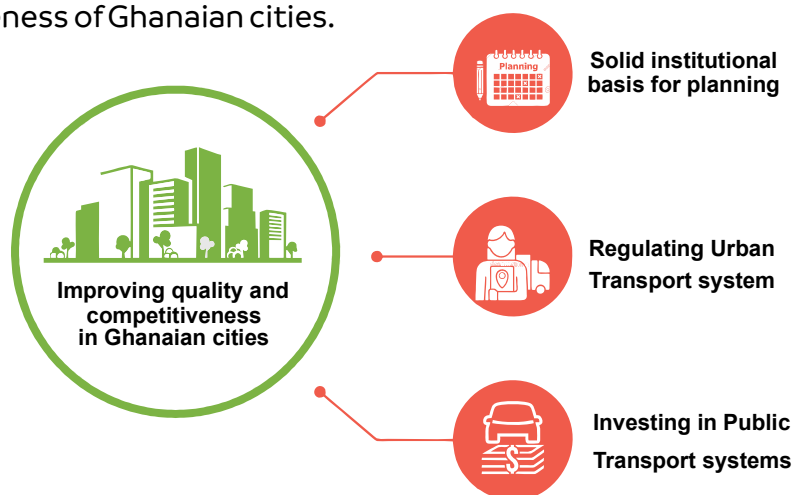 ness of Ghanaian cities.
Planning
Solid institutional
basis for planning
Improving quality and
competitiveness
in Ghanaian cities
Regulating Urban
Transport system
$
Investing in Public
Transport systems